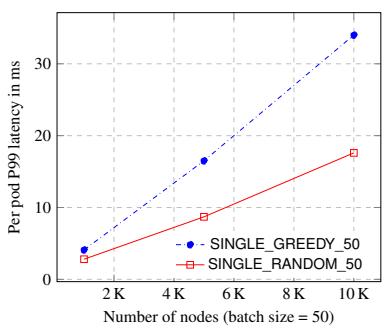 Per pod P99 latency in ms
30
20
10
0
SINGLE_GREEDY_50
SINGLE_RANDOM_50
2 K 4 K 6 K 8 K 10 K
Number of nodes (batch size = 50)